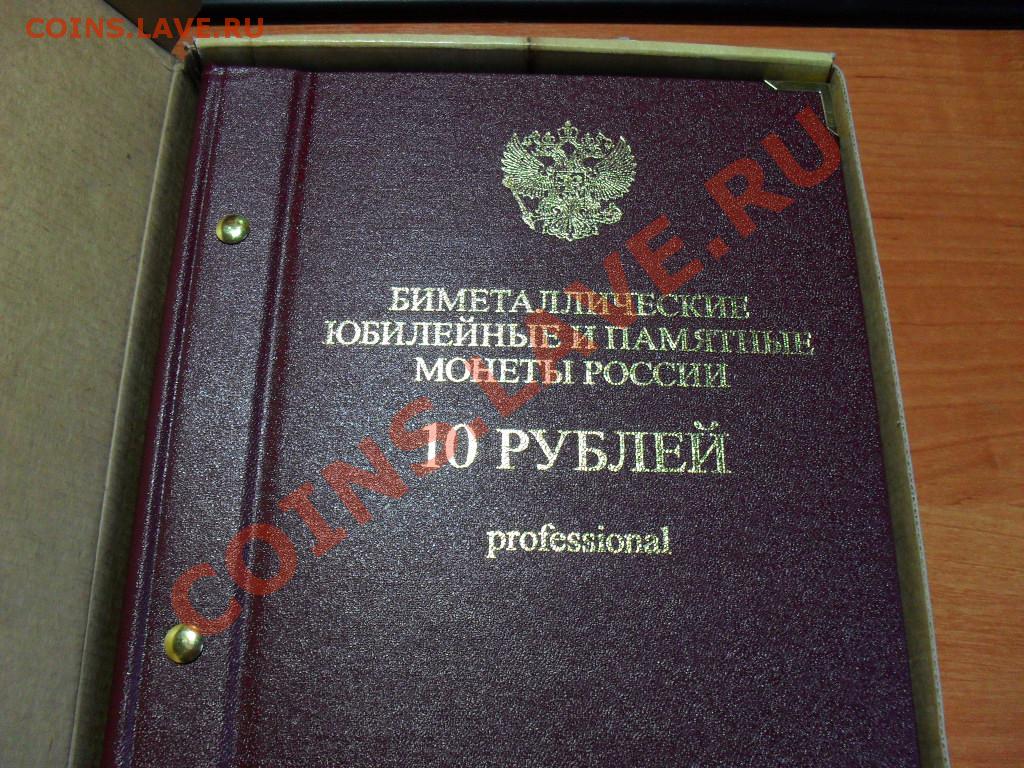 COINS.LAVE.RU
БИМЕТАЛЛИЧЕСКИЕ
ЮБИЛЕЙНЫЕ И ПАМЯТНЫЕ
МОНЕТЫ РОССИИ
10 РУБЛЕЙ
professional
COINS.LAVE.RU